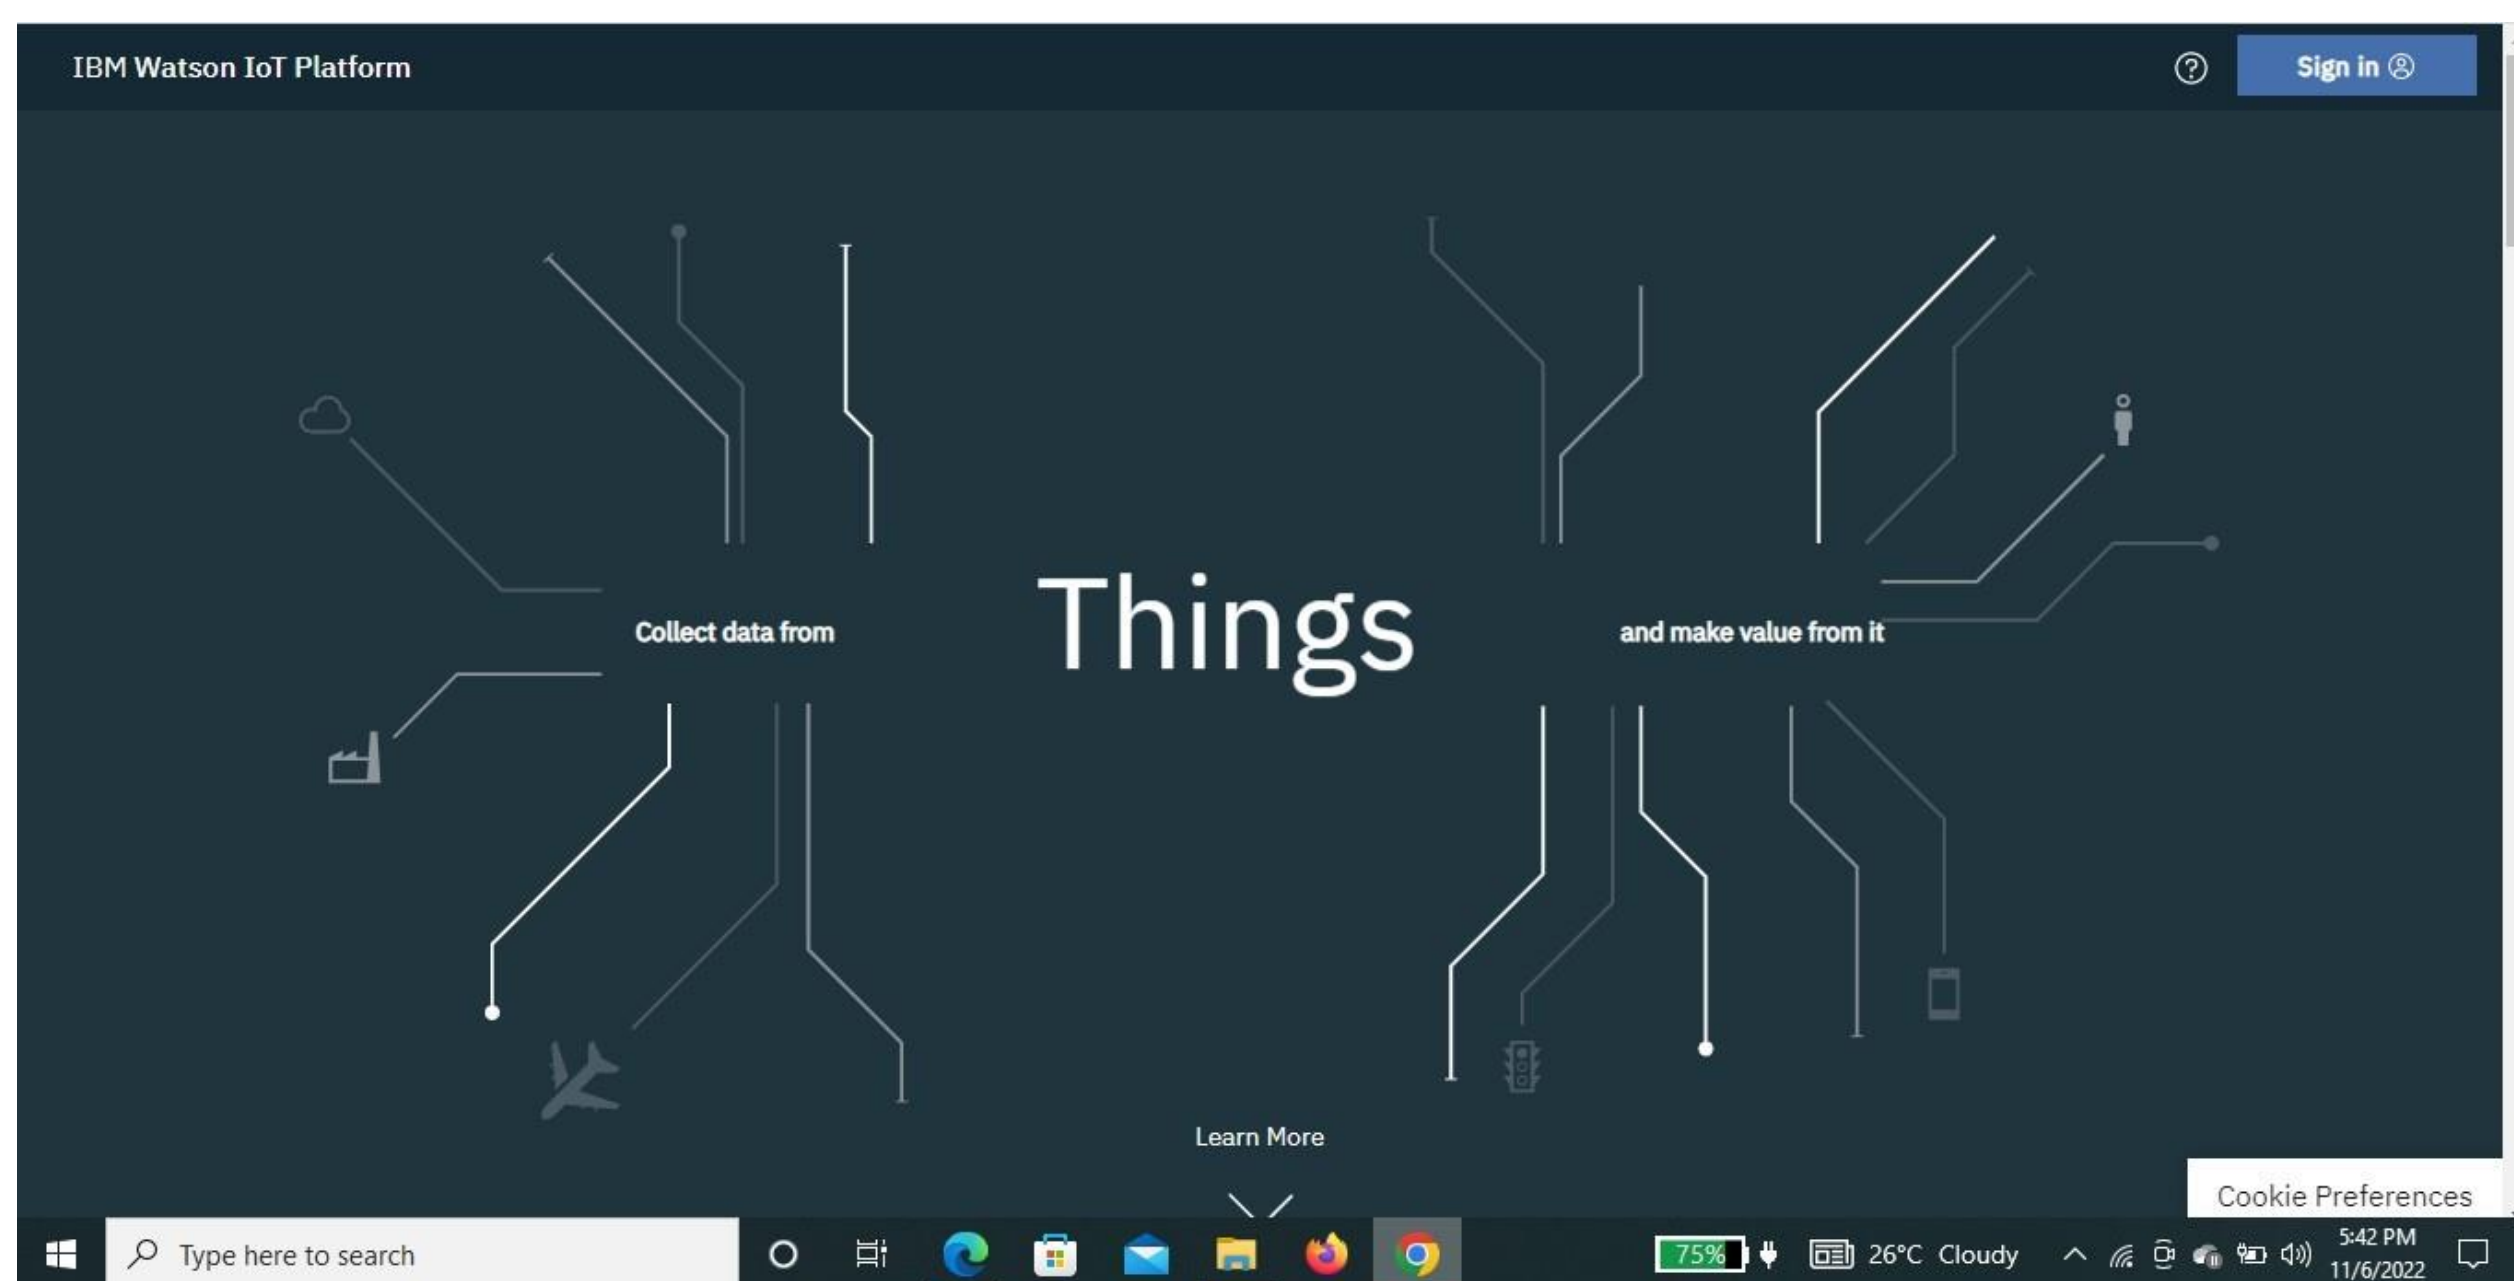 IBM Watson IoT Platform
Sign in
Collect data from
Things
and make value from it
Learn More
Cookie Preferences
Type here to search
75%
26°C Cloudy
5:42 PM
11/6/2022